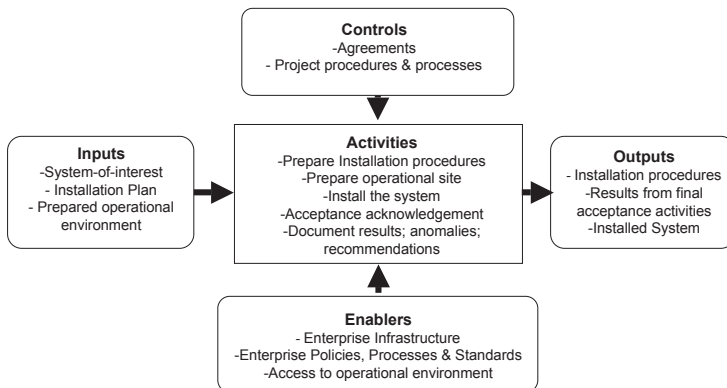 Controls
-Agreements
- Project procedures & processes
Inputs
-System-of-interest
- Installation Plan
- Prepared operational
environment
Activities
-Prepare Installation procedures
-Prepare operational site
-Install the system
-Acceptance acknowledgement
-Document results; anomalies;
recommendations
Outputs
- Installation procedures
-Results from final
acceptance activities
-Installed System
Enablers
- Enterprise Infrastructure
-Enterprise Policies, Processes & Standards
-Access to operational environment